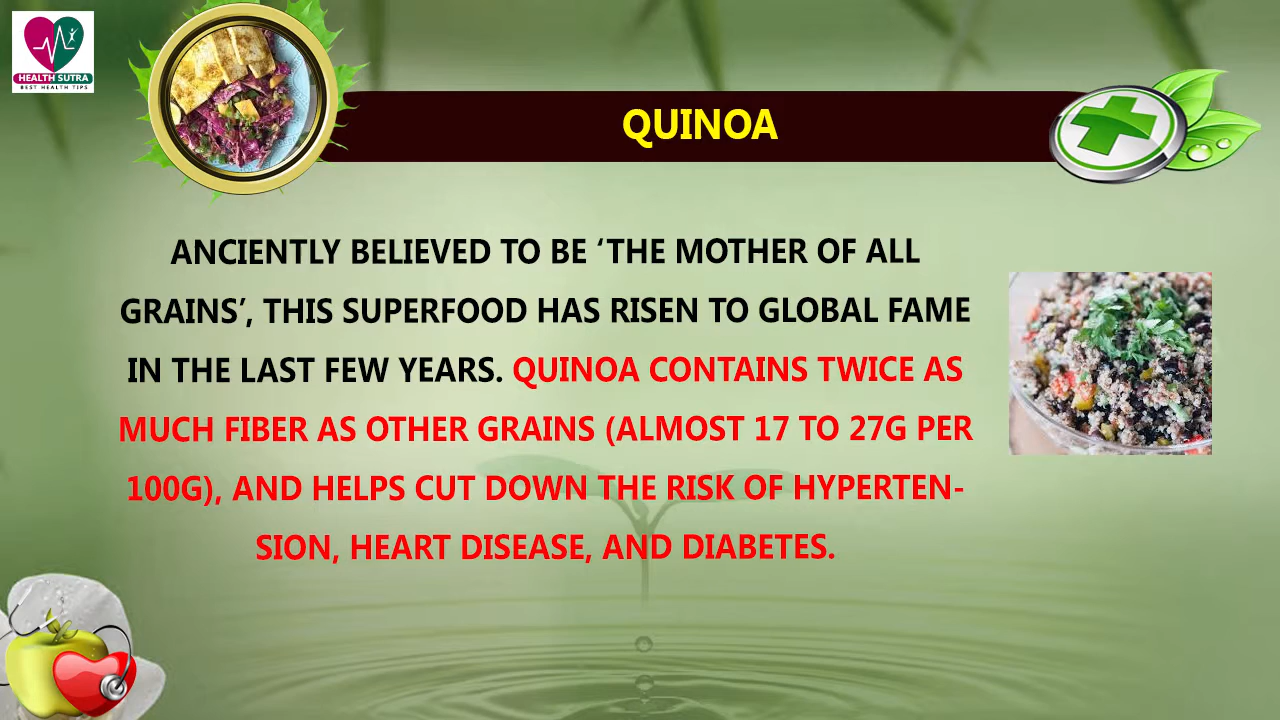 HEALTH SUTRA
BEST HEALTH TIPS
QUINOA
ANCIENTLY BELIEVED TO BE ‘THE MOTHER OF ALL
GRAINS’, THIS SUPERFOOD HAS RISEN TO GLOBAL FAME
IN THE LAST FEW YEARS. QUINOA CONTAINS TWICE AS
MUCH FIBER AS OTHER GRAINS (ALMOST 17 TO 27G PER
100G), AND HELPS CUT DOWN THE RISK OF HYPERTEN-
SION, HEART DISEASE, AND DIABETES.